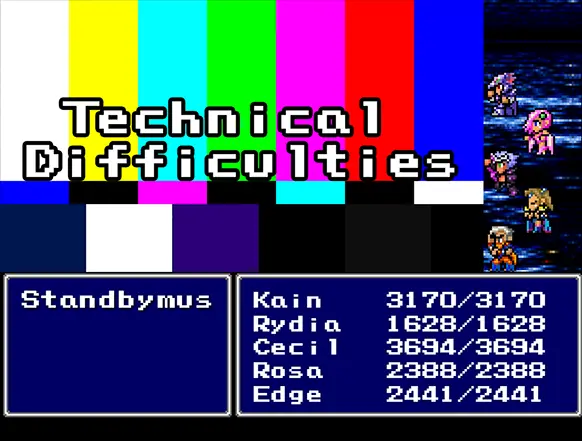 Technical
Difficulties
Standbymus
Kain 3170/3170
Rydia 1628/1628
Cecil 3694/3694
Rosa 2388/2388
Edge 2441/2441